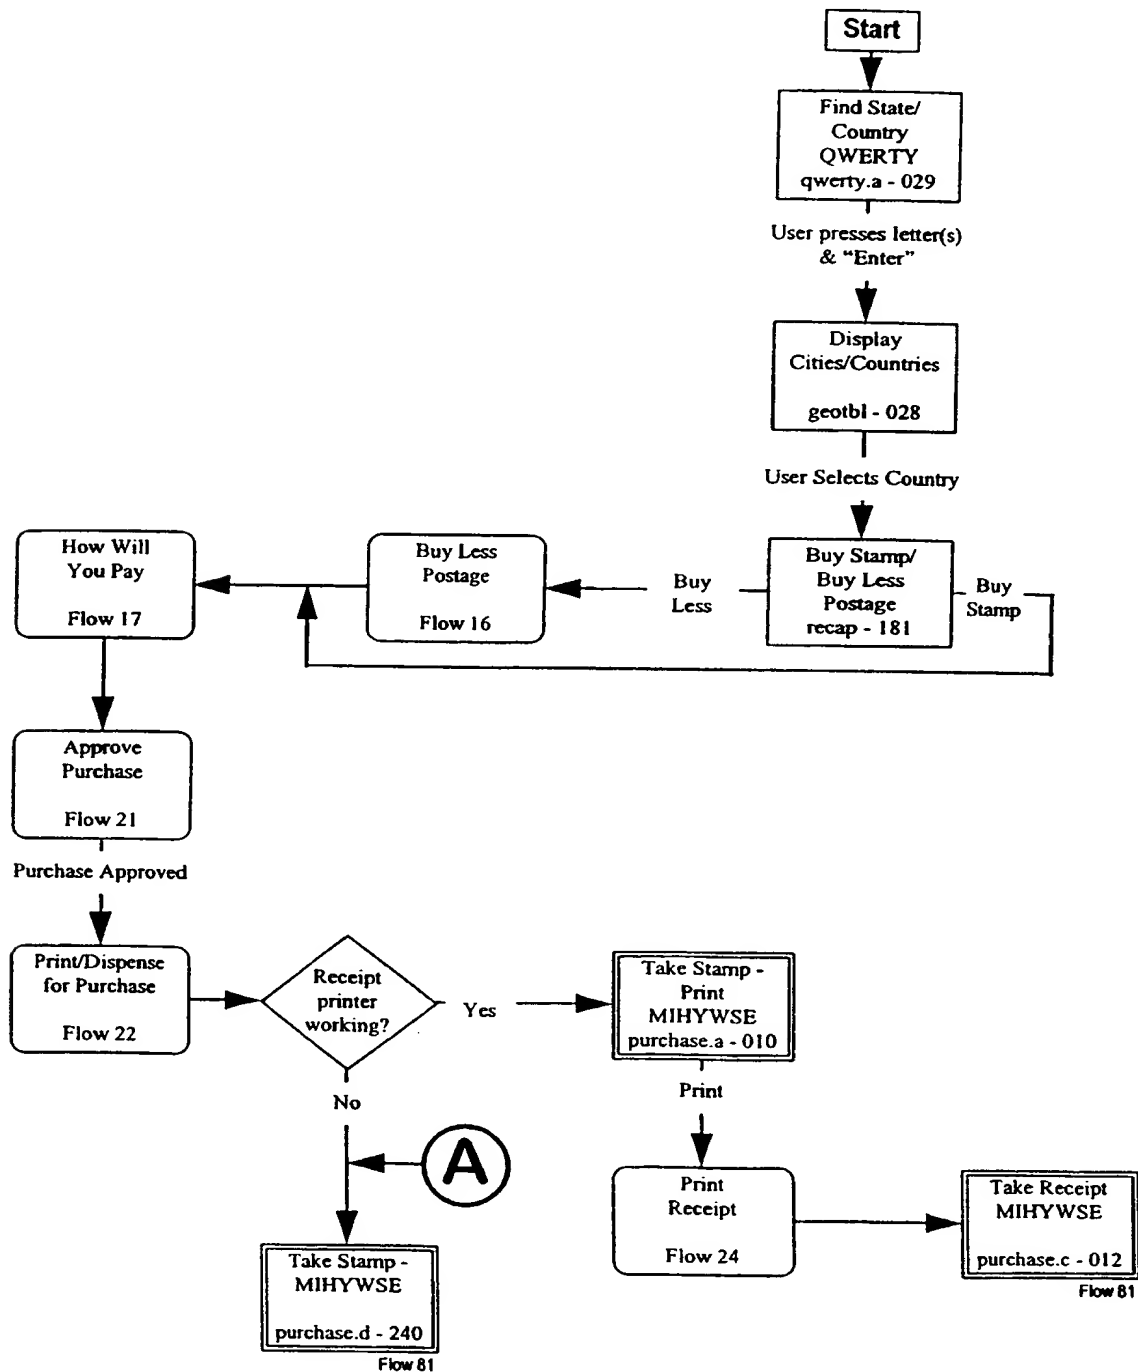 Start
Find State/
Country
QWERTY
qwerty.a - 029
User presses letter(s)
& “Enter”
Display
Cities/Countries
geotbl - 028
User Selects Country
How Will
You Pay
Flow 17
Buy Less
Postage
Flow 16
Buy
Less
Buy Stamp/
Buy Less
Postage
recap - 181
Buy
Stamp
Approve
Purchase
Flow 21
Purchase Approved
Print/Dispense
for Purchase
Flow 22
Receipt
printer
working?
Yes
Take Stamp -
Print
MIHYWSE
purchase.a - 010
No
Print
A
Print
Receipt
Flow 24
Take Receipt
MIHYWSE
purchase.c - 012
Flow 81
Take Stamp -
MIHYWSE
purchase.d - 240
Flow 81